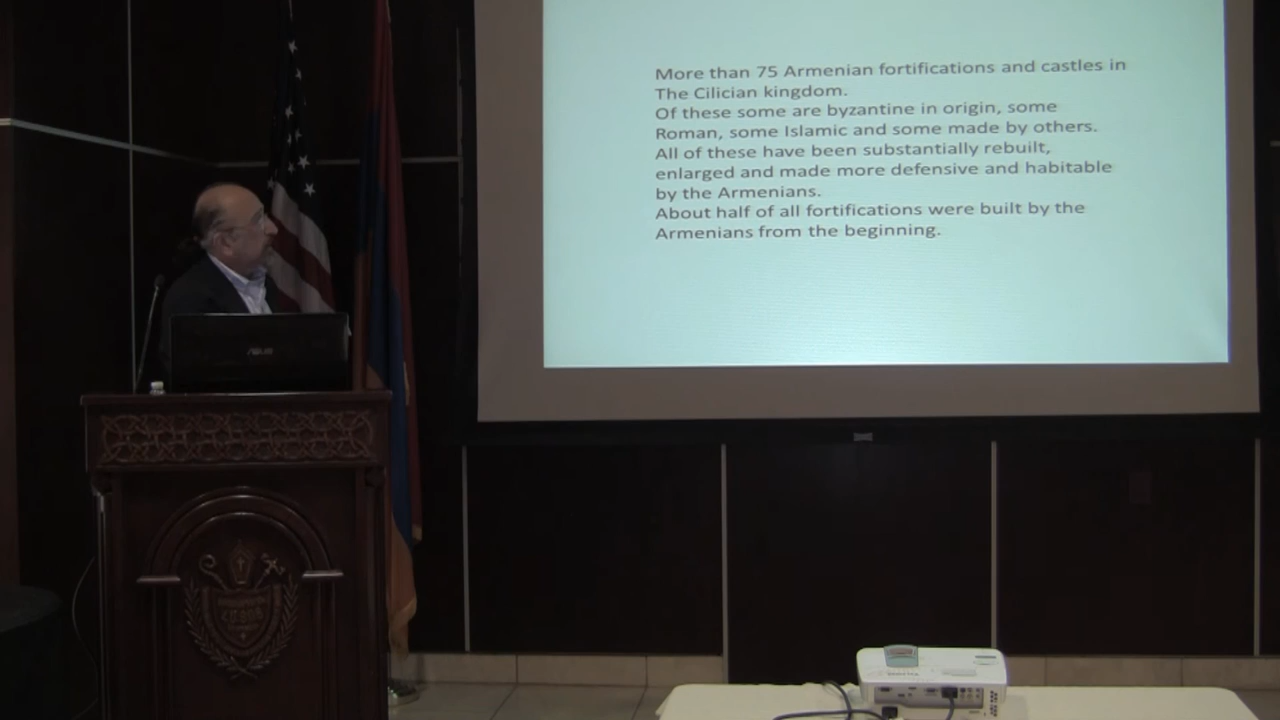 More than 75 Armenian fortifications and castles in
The Cilician kingdom.
Of these some are byzantine in origin, some
Roman, some Islamic and some made by others.
All of these have been substantially rebuilt,
enlarged and made more defensive and habitable
by the Armenians.
About half of all fortifications were built by the
Armenians from the beginning.
ASUS